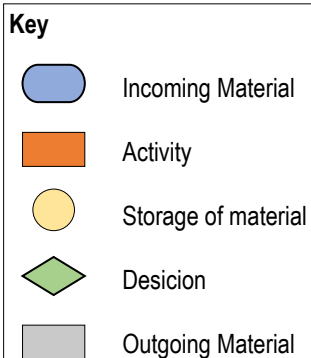 Key
Incoming Material
Activity
Storage of material
Desicion
Outgoing Material